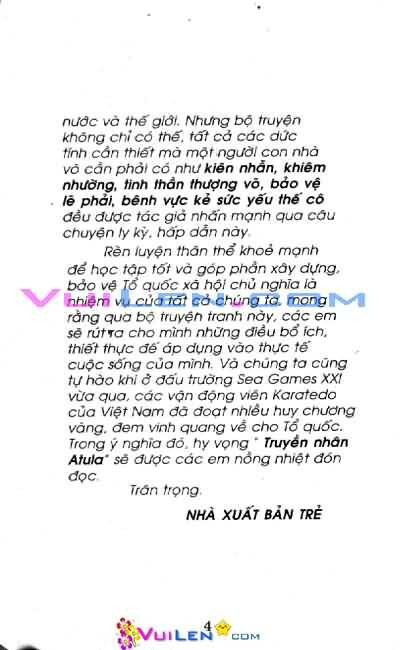 nước và thế giới. Nhưng bộ truyện
không chỉ có thế, tất cả các đức
tính cần thiết mà một người con nhà
võ cần phải có như kiên nhẫn, khiêm
nhường, tinh thần thượng võ, bảo vệ
lẽ phải, bênh vực kẻ sức yếu thế cô
đều được tác giả nhấn mạnh qua câu
chuyện ly kỳ, hấp dẫn này.
Rèn luyện thân thể khoẻ mạnh
để học tập tốt và góp phần xây dựng,
bảo vệ Tổ quốc xã hội chủ nghĩa là
nhiệm vụ của tất cả chúng ta, mong
rằng qua bộ truyện tranh này, các em
sẽ rút ra cho mình những điều bổ ích,
thiết thực để áp dụng vào thực tế
cuộc sống của mình. Và chúng ta cũng
tự hào khi ở đấu trường Sea Games XXI
vừa qua, các vận động viên Karatedo
của Việt Nam đã đoạt nhiều huy chương
vàng, đem vinh quang về cho Tổ quốc.
Trong ý nghĩa đó, hy vọng " Truyền nhân
Atula" sẽ được các em nồng nhiệt đón
đọc.
Trân trọng.
NHÀ XUẤT BẢN TRẺ
4
VUILEN.COM